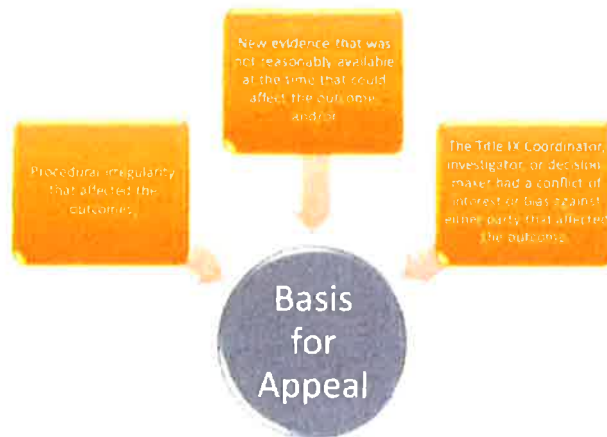 Procedural irregularity
that affected the
outcomes,
New evidence that was
not reasonably available
at the time that could
affect the outcome,
and/or
The Title IX Coordinator,
investigator, or decision-
maker had a conflict of
interest or bias against
either party that affected
the outcome.
Basis
for
Appeal